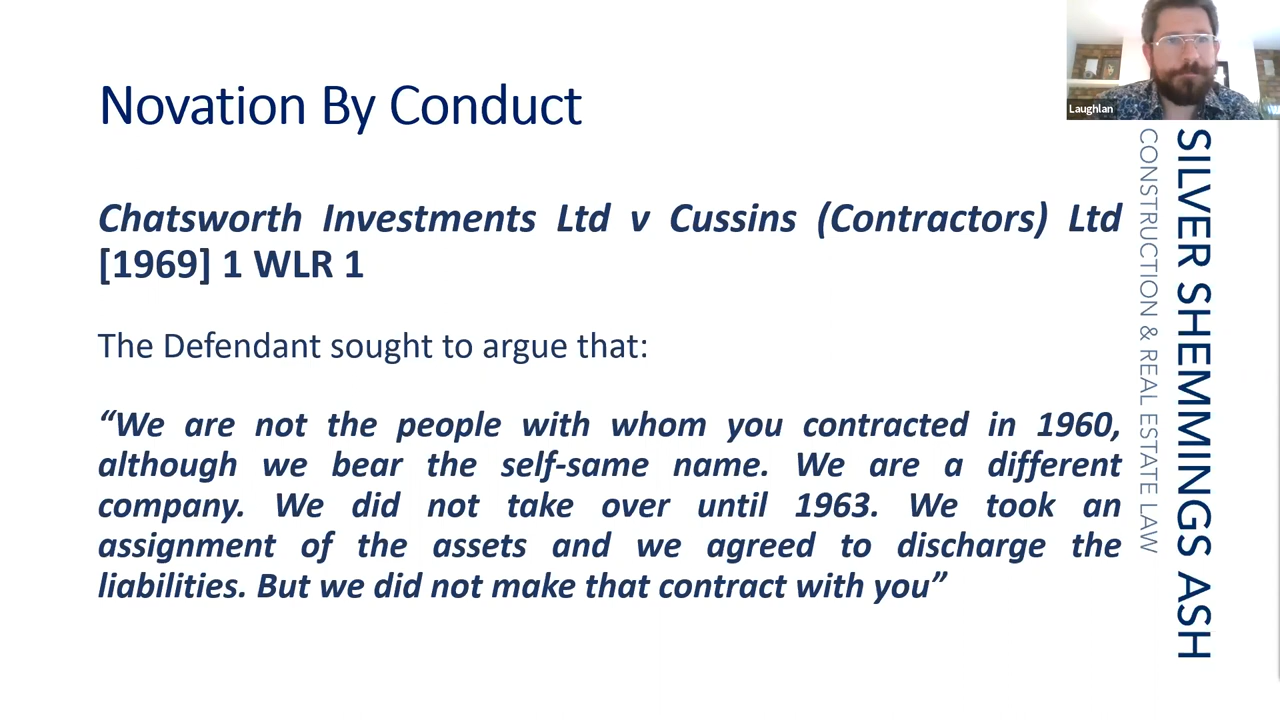 Novation By Conduct
Chatsworth Investments Ltd v Cussins (Contractors) Ltd
[1969] 1 WLR 1
The Defendant sought to argue that:
“We are not the people with whom you contracted in 1960,
although we bear the self-same name. We are a different
company. We did not take over until 1963. We took an
assignment of the assets and we agreed to discharge the
liabilities. But we did not make that contract with you”
Laughlan
SILVER SHEMMINGS ASH
CONSTRUCTION & REAL ESTATE LAW